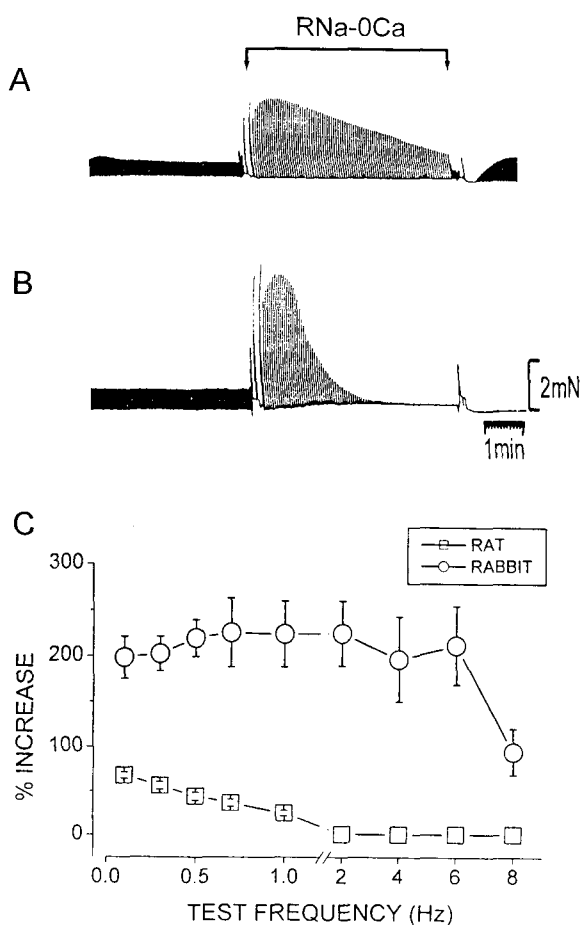 RNa-0Ca
A
B
2mN
1min
C
RAT
RABBIT
% INCREASE
300
200
100
0
0.0 0.5 1.0 2 4 6 8
TEST FREQUENCY (Hz)